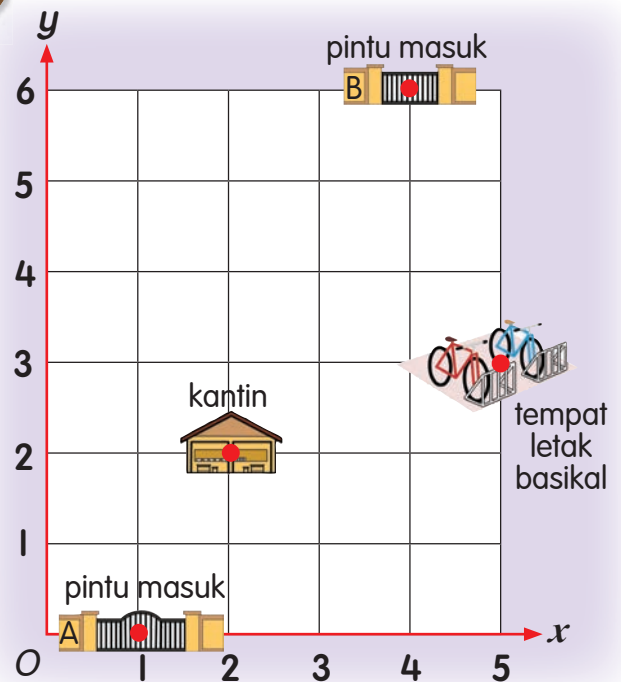 y
pintu masuk
B
6
5
4
3
2
1
kantin
tempat
letak
basikal
pintu masuk
A
x
O
1 2 3 4 5